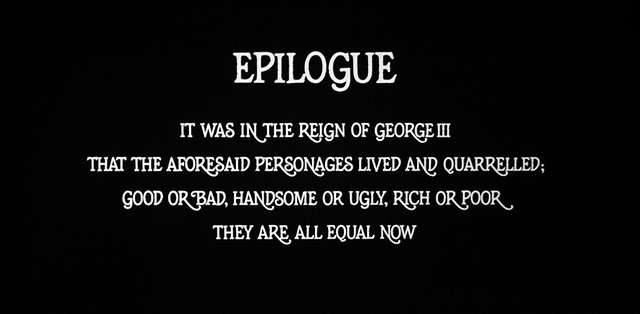 EPILOGUE
IT WAS IN THE REIGN OF GEORGE III
THAT THE AFORESAID PERSONAGES LIVED AND QUARRELLED;
GOOD OR BAD, HANDSOME OR UGLY, RICH OR POOR
THEY ARE ALL EQUAL NOW